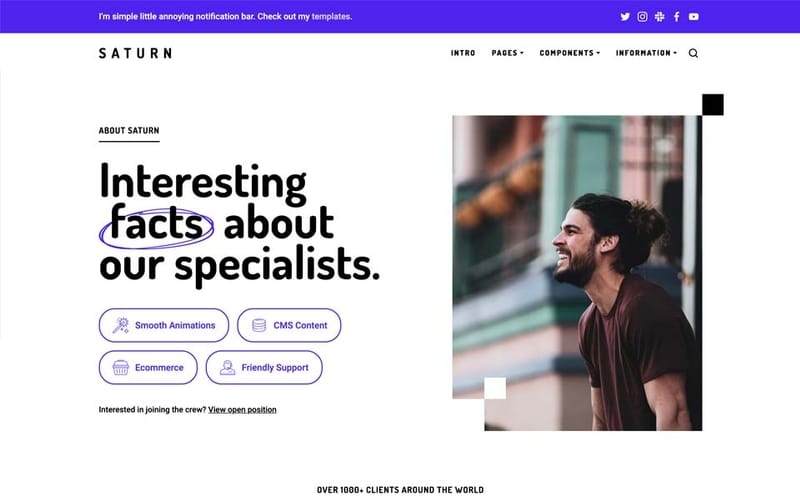 I'm simple little annoying notification bar. Check out my templates.
SATURN
INTRO PAGES COMPONENTS INFORMATION
ABOUT SATURN
Interesting
facts about
our specialists.
Smooth Animations
CMS Content
Ecommerce
Friendly Support
Interested in joining the crew? View open position
OVER 1000+ CLIENTS AROUND THE WORLD